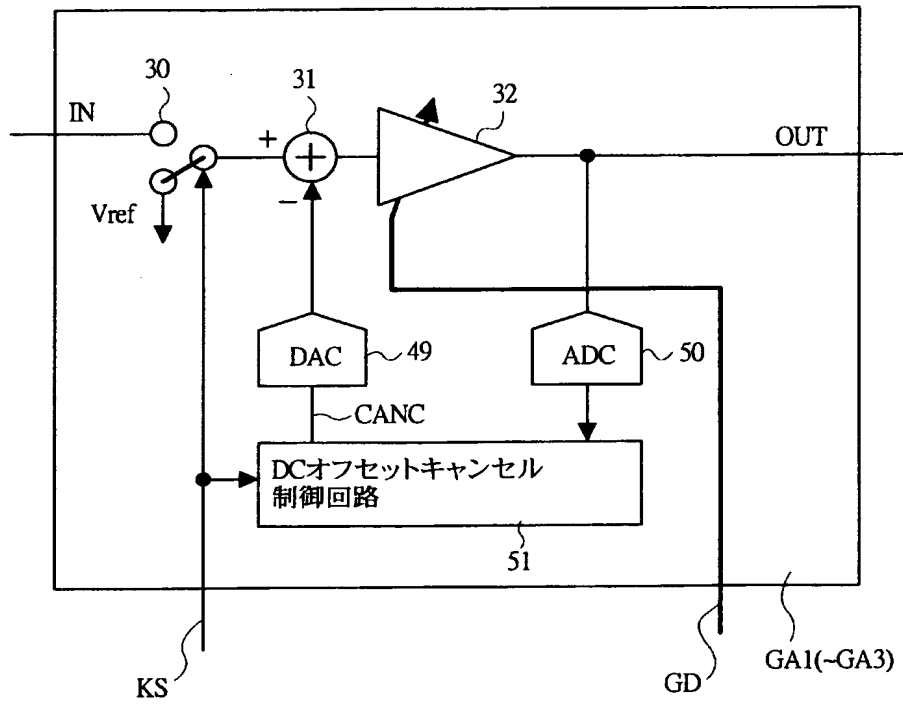 30
IN
31
32
OUT
+
+
−
Vref
DAC
49
ADC
50
CANC
DCオフセットキャンセル
制御回路
51
KS
GD
GA1(~GA3)